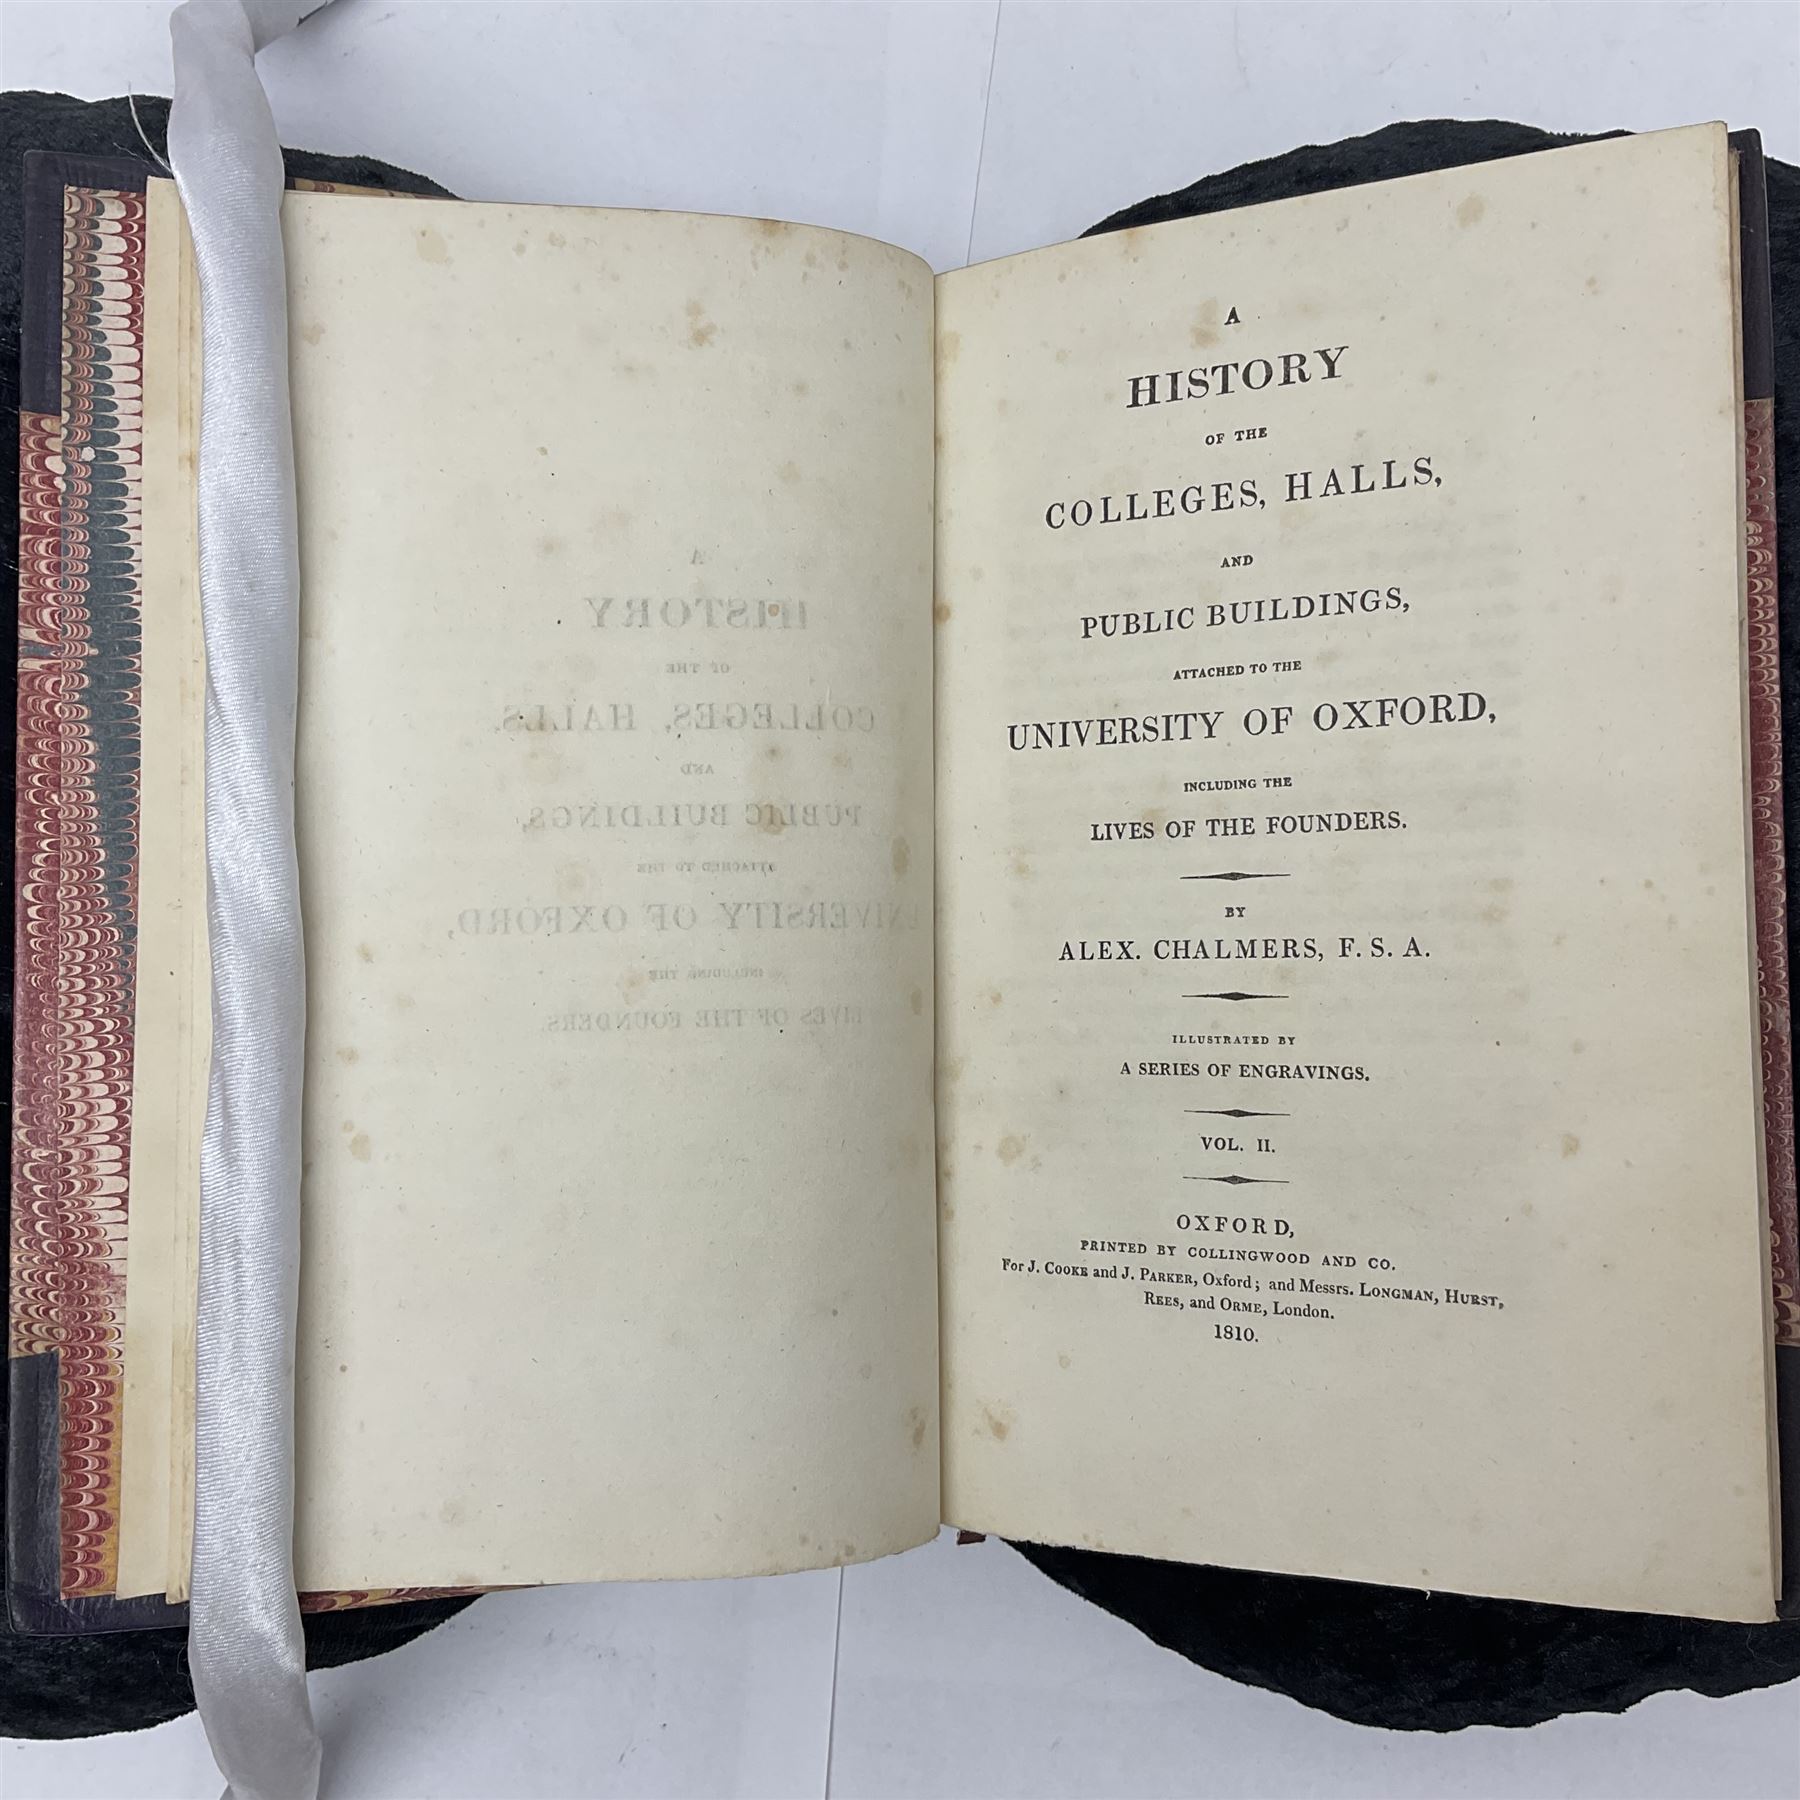 A
HISTORY
OF THE
COLLEGES, HALLS,
AND
PUBLIC BUILDINGS,
ATTACHED TO THE
UNIVERSITY OF OXFORD,
INCLUDING THE
LIVES OF THE FOUNDERS.
BY
ALEX. CHALMERS, F. S. A.
ILLUSTRATED BY
A SERIES OF ENGRAVINGS.
VOL. II.
OXFORD,
PRINTED BY COLLINGWOOD AND CO.
For J. COOKE and J. PARKER, Oxford; and Messrs. LONGMAN, HURST,
REES, and ORME, London.
1810.